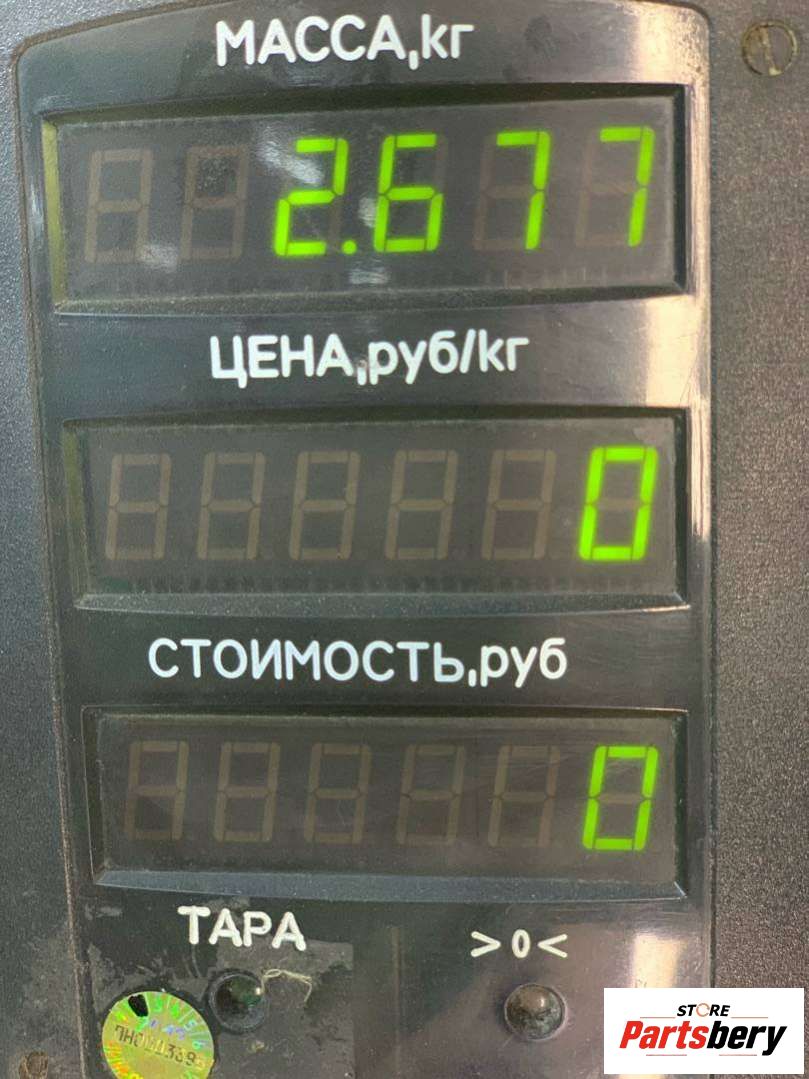 МАССА,кг
2.677
ЦЕНА,руб/кг
0
СТОИМОСТЬ,руб
0
ТАРА
>0<
STORE
Partsbery